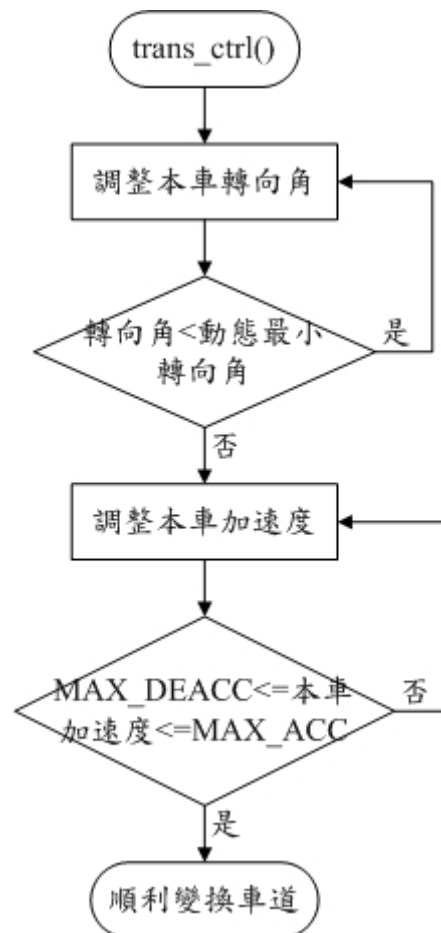 trans_ctrl()
調整本車轉向角
轉向角<動態最小
轉向角
是
否
調整本車加速度
MAX_DEACC<=本車
加速度<=MAX_ACC
否
是
順利變換車道